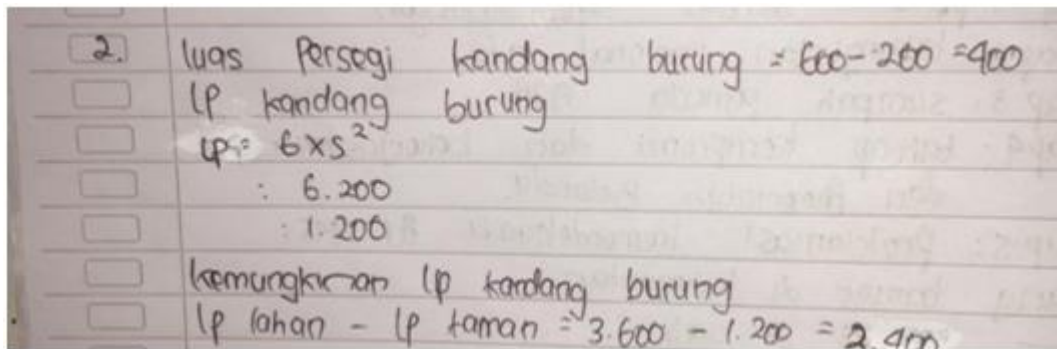 2. luas Persegi kandang burung = 600 - 200 = 400
lp kandang burung
lp = 6 x s²
: 6.200
: 1.200
kemungkinan lp kandang burung
lp lahan - lp taman = 3.600 - 1.200 = 2.400